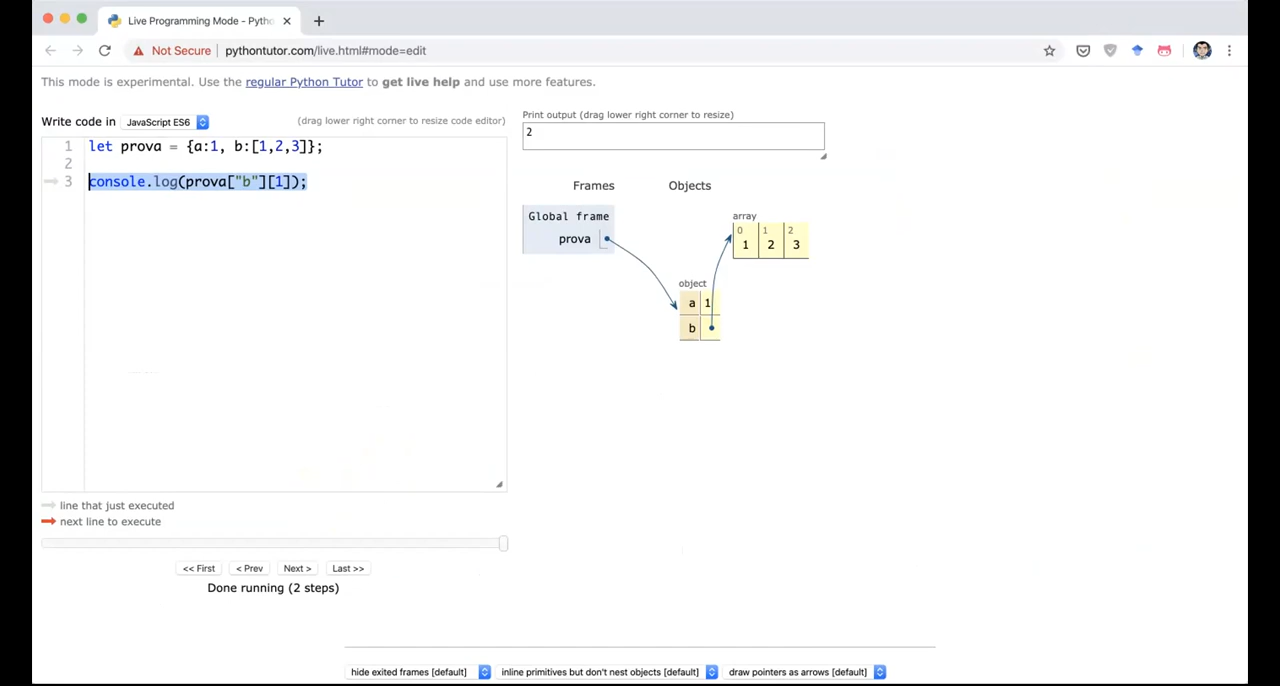 Live Programming Mode - Pytho
Not Secure
pythontutor.com/live.html#mode=edit
This mode is experimental. Use the regular Python Tutor to get live help and use more features.
Write code in JavaScript ES6
(drag lower right corner to resize code editor)
1 let prova = {a:1, b:[1,2,3]};
2
3 console.log(prova["b"][1]);
line that just executed
next line to execute
<< First
< Prev
Next >
Last >>
Done running (2 steps)
Print output (drag lower right corner to resize)
2
Frames
Objects
Global frame
prova
array
0 1 2
1 2 3
object
a 1
b
hide exited frames [default]
inline primitives but don't nest objects [default]
draw pointers as arrows [default]